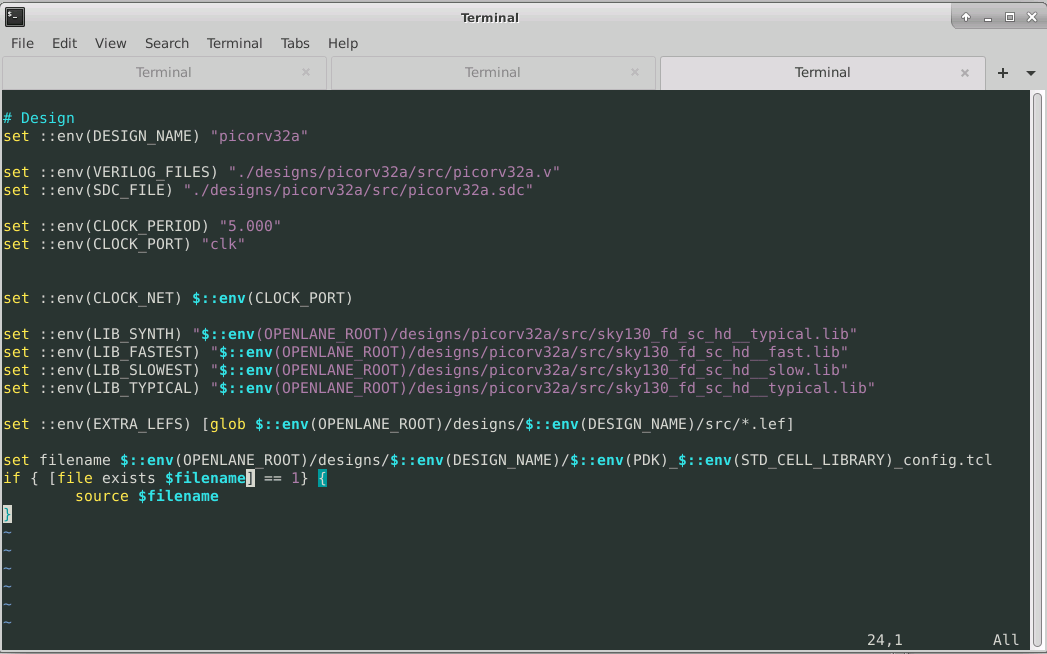 Terminal
File Edit View Search Terminal Tabs Help
Terminal Terminal Terminal
# Design
set ::env(DESIGN_NAME) "picorv32a"
set ::env(VERILOG_FILES) "./designs/picorv32a/src/picorv32a.v"
set ::env(SDC_FILE) "./designs/picorv32a/src/picorv32a.sdc"
set ::env(CLOCK_PERIOD) "5.000"
set ::env(CLOCK_PORT) "clk"
set ::env(CLOCK_NET) $::env(CLOCK_PORT)
set ::env(LIB_SYNTH) "$::env(OPENLANE_ROOT)/designs/picorv32a/src/sky130_fd_sc_hd__typical.lib"
set ::env(LIB_FASTEST) "$::env(OPENLANE_ROOT)/designs/picorv32a/src/sky130_fd_sc_hd__fast.lib"
set ::env(LIB_SLOWEST) "$::env(OPENLANE_ROOT)/designs/picorv32a/src/sky130_fd_sc_hd__slow.lib"
set ::env(LIB_TYPICAL) "$::env(OPENLANE_ROOT)/designs/picorv32a/src/sky130_fd_sc_hd__typical.lib"
set ::env(EXTRA_LEFS) [glob $::env(OPENLANE_ROOT)/designs/$::env(DESIGN_NAME)/src/*.lef]
set filename $::env(OPENLANE_ROOT)/designs/$::env(DESIGN_NAME)/$::env(PDK)_$::env(STD_CELL_LIBRARY)_config.tcl
if { [file exists $filename] == 1} {
        source $filename
}
~
~
~
~
~
~
24,1 All